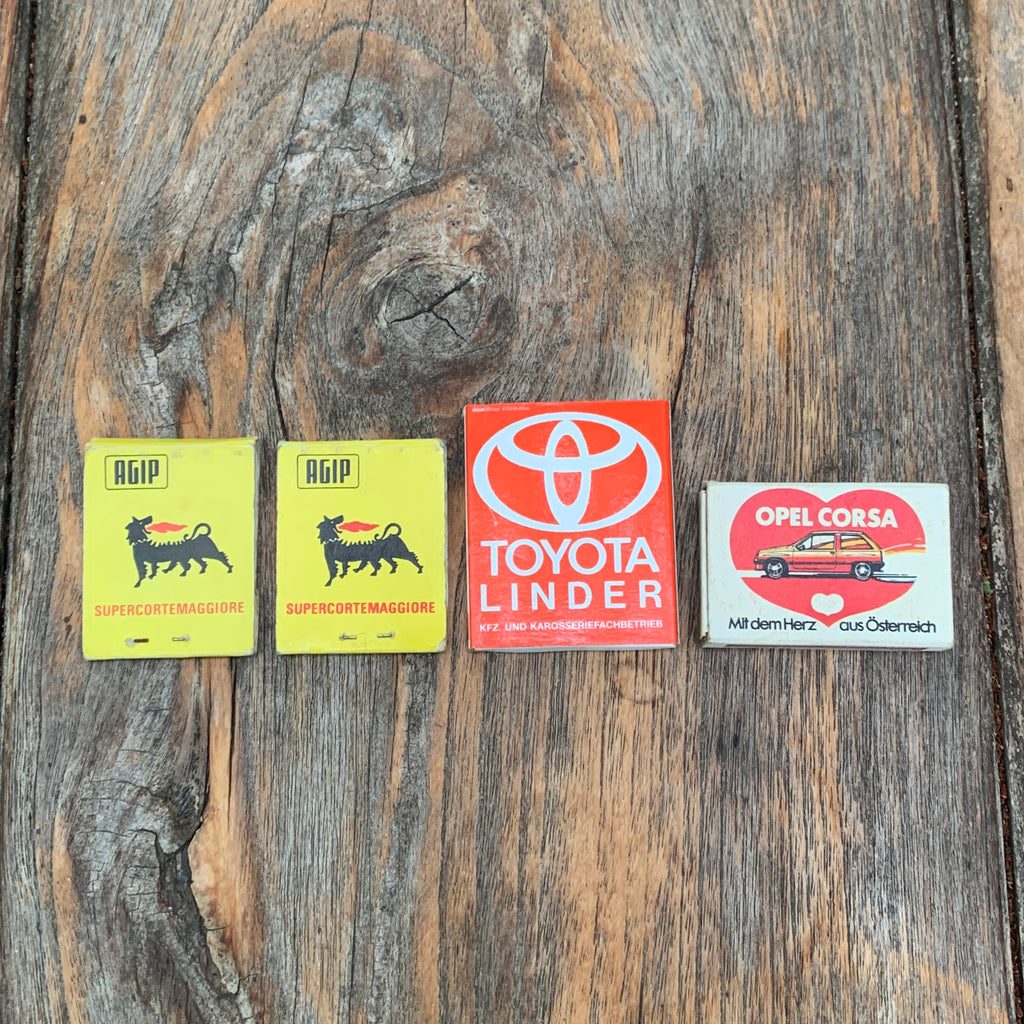 AGIP
SUPERCORTEMAGGIORE
AGIP
SUPERCORTEMAGGIORE
TOYOTA
LINDER
KFZ. UND KAROSSERIEFACHBETRIEB
OPEL CORSA
Mit dem Herz aus Österreich